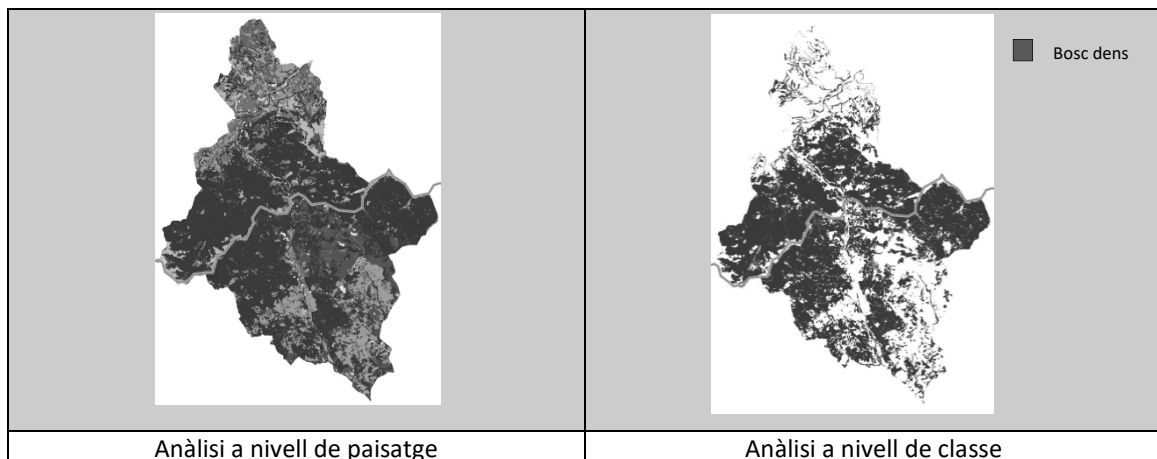 Bosc dens
Anàlisi a nivell de paisatge
Anàlisi a nivell de classe